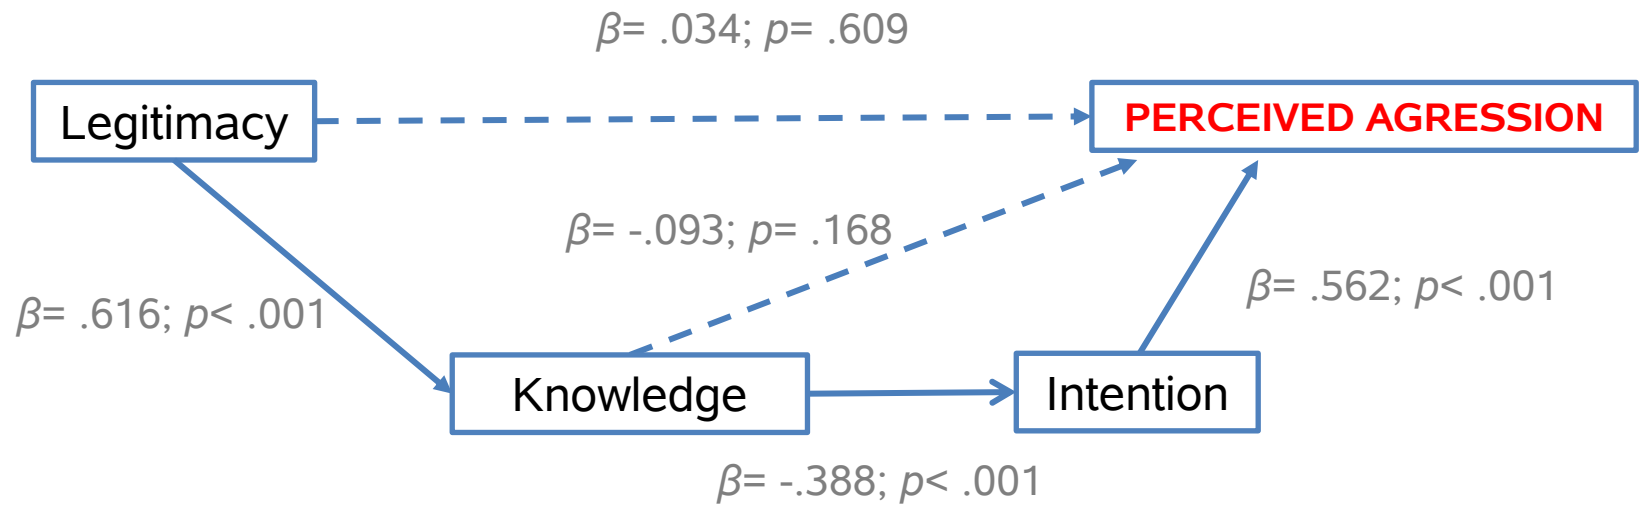 β= .034; p= .609
Legitimacy
PERCEIVED AGRESSION
β= -.093; p= .168
β= .616; p< .001
β= .562; p< .001
Knowledge
Intention
β= -.388; p< .001